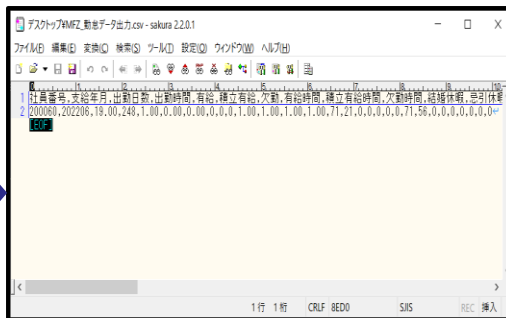 デスクトップ¥MFZ_勤怠データ出力.csv - sakura 2.2.0.1
ファイル(F) 編集(E) 変換(C) 検索(S) ツール(T) 設定(O) ウィンドウ(W) ヘルプ(H)
1 社員番号,支給年月,出勤日数,出勤時間,有給,積立有給,欠勤,有給時間,積立有給時間,欠勤時間,結婚休暇,忌引休暇
2 200060,202206,19.00,248,1.00,0.00,0.00,0,0,0,1.00,1.00,1.00,1.00,71,21,0,0,0,0,0,71,56,0,0,0,0,0,0,0
[EOF]
1行 1桁 CRLF 8ED0 SJIS REC 挿入